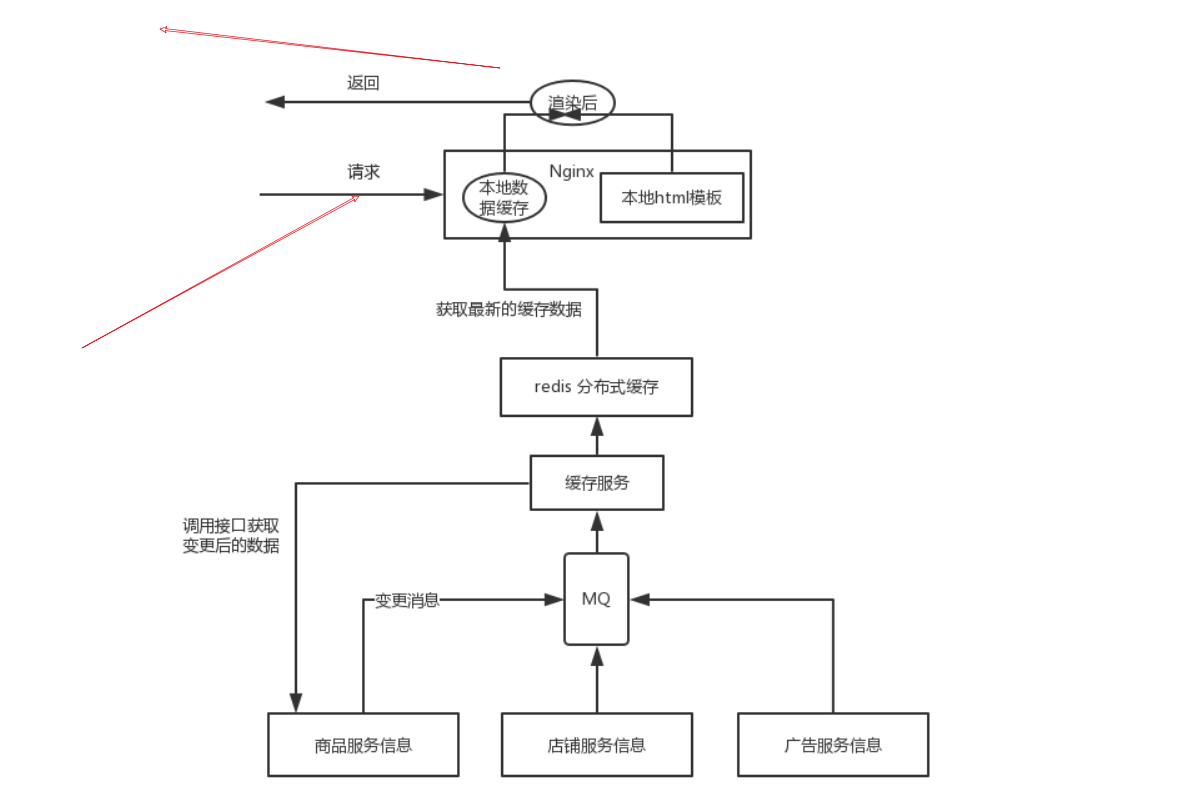 返回
渲染后
请求
Nginx
本地数
据缓存
本地html模板
获取最新的缓存数据
redis 分布式缓存
缓存服务
调用接口获取
变更后的数据
变更消息
MQ
商品服务信息
店铺服务信息
广告服务信息